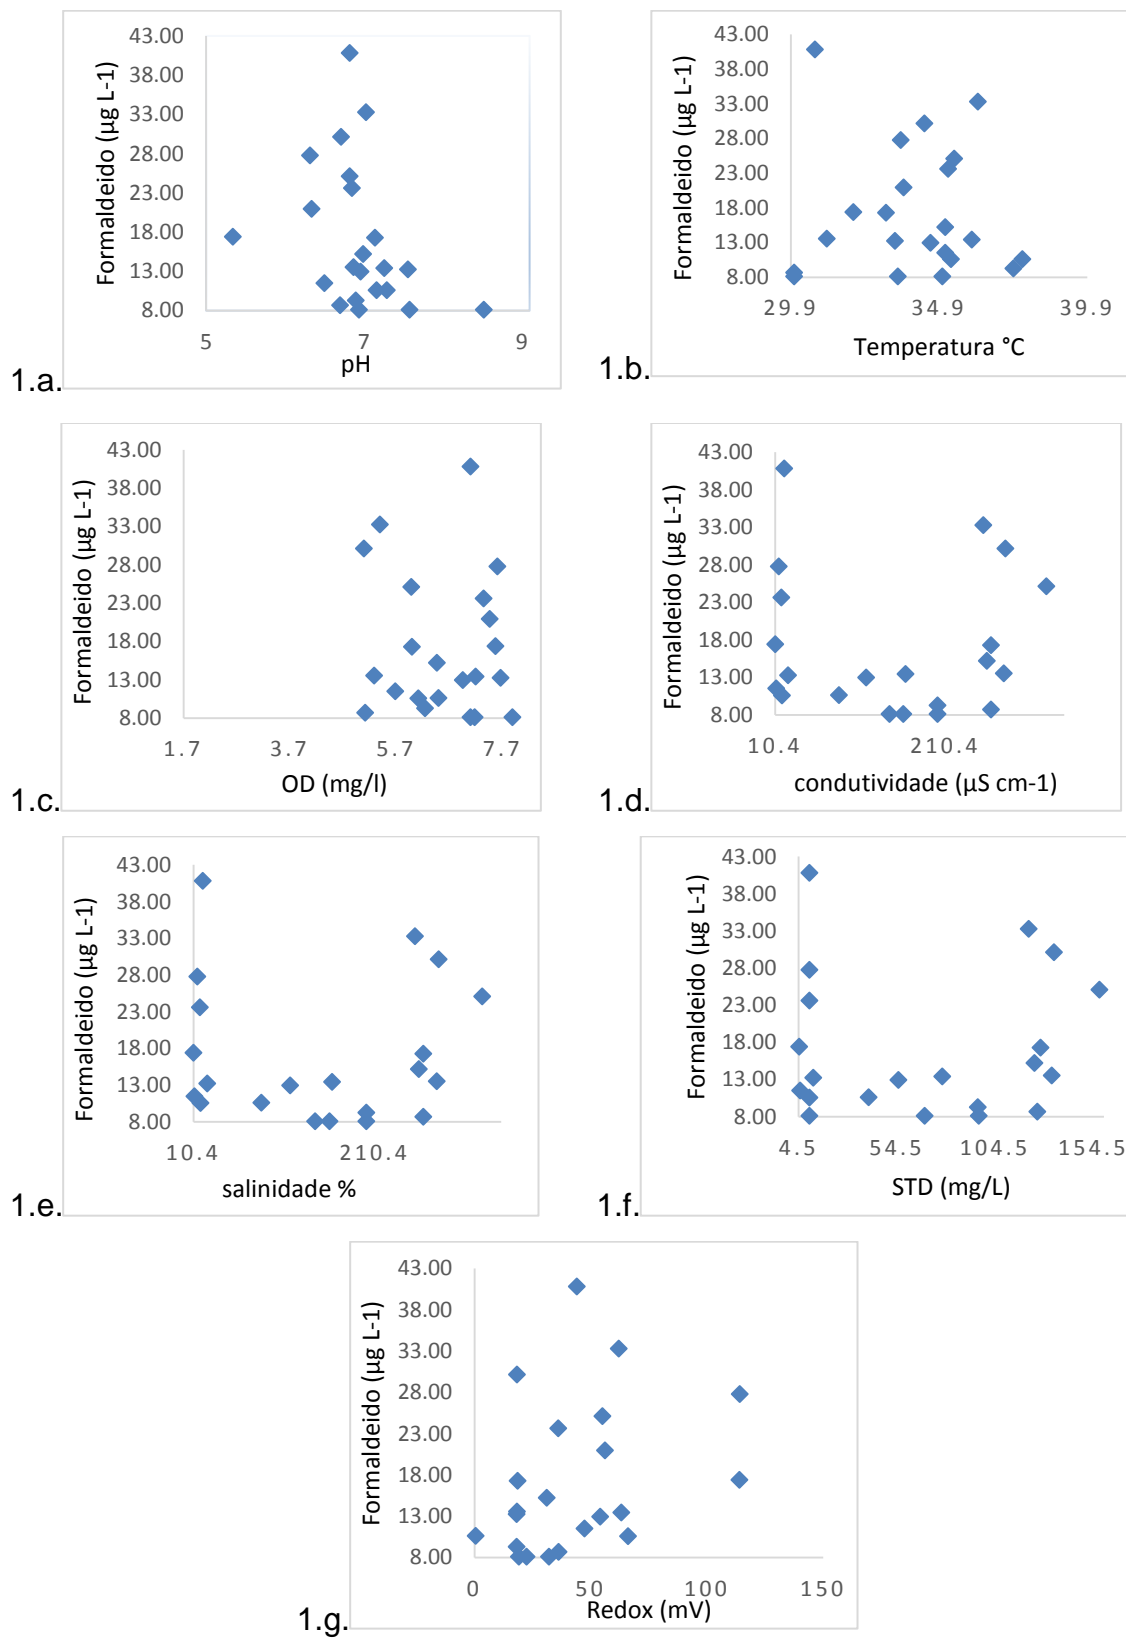 43.00
38.00
33.00
28.00
23.00
18.00
13.00
8.00
Formaldeido (µg L-1)
5 7 9
pH
1.a.
43.00
38.00
33.00
28.00
23.00
18.00
13.00
8.00
Formaldeido (µg L-1)
29.9 34.9 39.9
Temperatura °C
1.b.
43.00
38.00
33.00
28.00
23.00
18.00
13.00
8.00
Formaldeido (µg L-1)
1.7 3.7 5.7 7.7
OD (mg/l)
1.c.
43.00
38.00
33.00
28.00
23.00
18.00
13.00
8.00
Formaldeido (µg L-1)
10.4 210.4
condutividade (µS cm-1)
1.d.
43.00
38.00
33.00
28.00
23.00
18.00
13.00
8.00
Formaldeido (µg L-1)
10.4 210.4
salinidade %
1.e.
43.00
38.00
33.00
28.00
23.00
18.00
13.00
8.00
Formaldeido (µg L-1)
4.5 54.5 104.5 154.5
STD (mg/L)
1.f.
43.00
38.00
33.00
28.00
23.00
18.00
13.00
8.00
Formaldeido (µg L-1)
0 50 100 150
Redox (mV)
1.g.